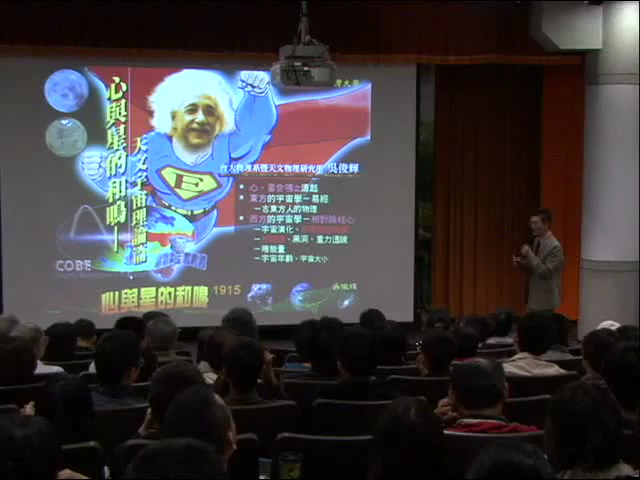 心與星的和鳴─
天文宇宙理論篇
台大物理系暨天文物理研究所 吳俊輝
E
心、星合鳴之源起
東方的宇宙學－易經
－古東方人的物理
西方的宇宙學－相對論核心
－宇宙演化、
、黑洞、重力透鏡
－暗能量
－宇宙年齡、宇宙大小
COBE
心與星的和鳴 1915